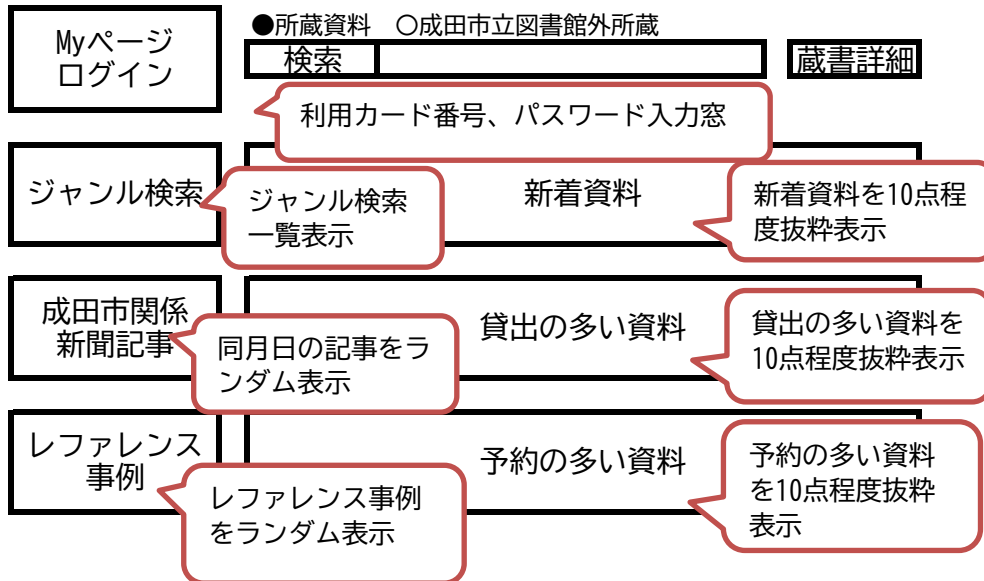 Myページ
ログイン
●所蔵資料　○成田市立図書館外所蔵
検索
蔵書詳細
利用カード番号、パスワード入力窓
ジャンル検索
ジャンル検索
一覧表示
新着資料
新着資料を10点程
度抜粋表示
成田市関係
新聞記事
同月日の記事をラ
ンダム表示
貸出の多い資料
貸出の多い資料を
10点程度抜粋表示
レファレンス
事例
レファレンス事例
をランダム表示
予約の多い資料
予約の多い資料
を10点程度抜粋
表示